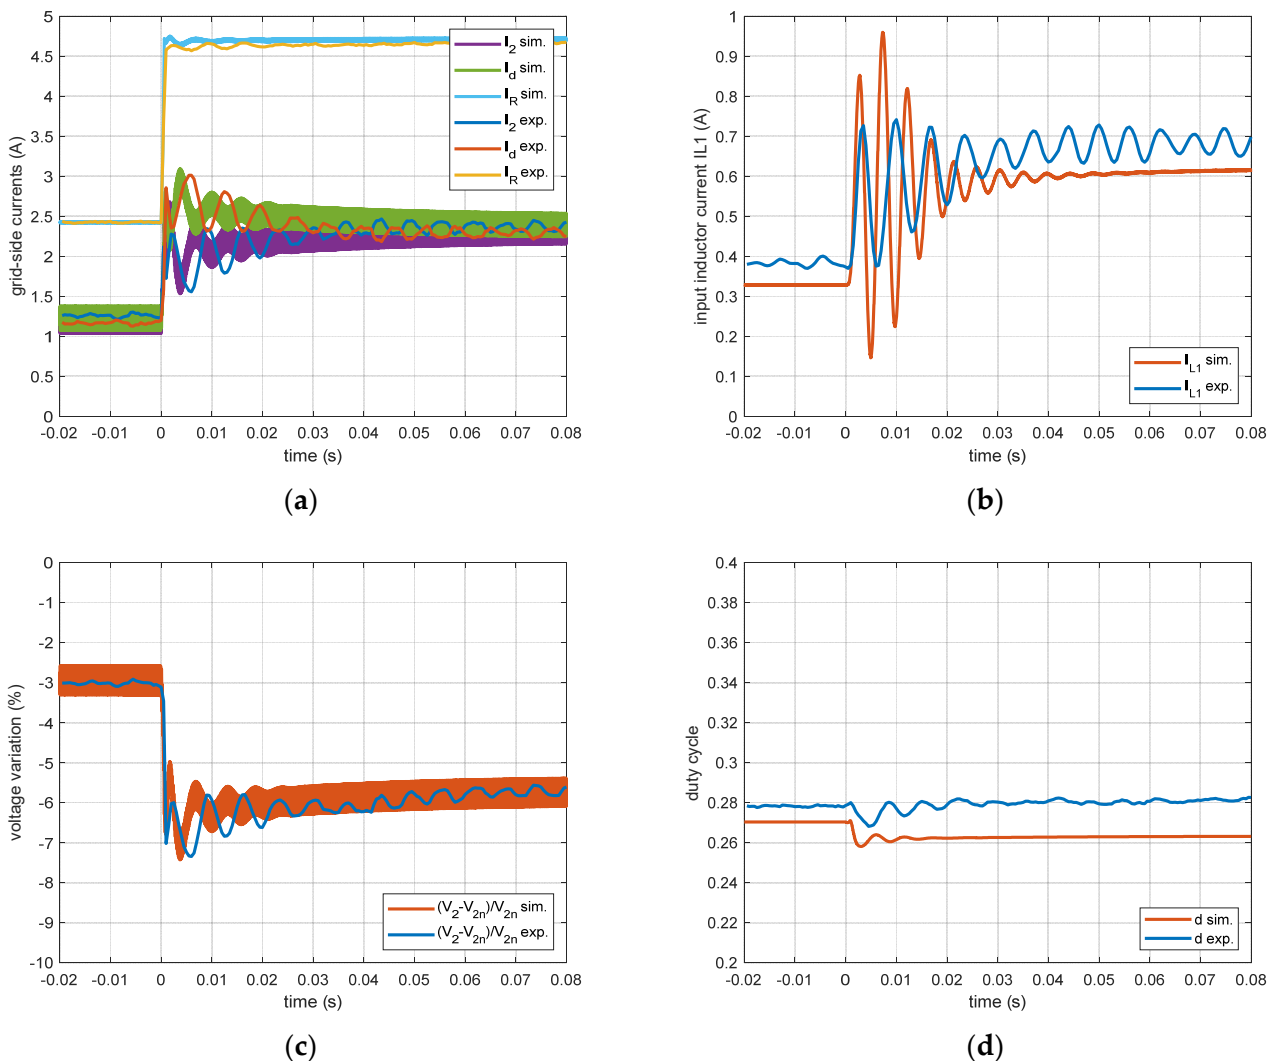 5
4.5
4
3.5
3
2.5
2
1.5
1
0.5
0
-0.02 -0.01 0 0.01 0.02 0.03 0.04 0.05 0.06 0.07 0.08
time (s)
grid-side currents (A)
I2 sim.
Id sim.
IR sim.
I2 exp.
Id exp.
IR exp.
(a)
1
0.9
0.8
0.7
0.6
0.5
0.4
0.3
0.2
0.1
0
-0.02 -0.01 0 0.01 0.02 0.03 0.04 0.05 0.06 0.07 0.08
time (s)
input inductor current IL1 (A)
IL1 sim.
IL1 exp.
(b)
0
-1
-2
-3
-4
-5
-6
-7
-8
-9
-10
-0.02 -0.01 0 0.01 0.02 0.03 0.04 0.05 0.06 0.07 0.08
time (s)
voltage variation (%)
(V2-V2n)/V2n sim.
(V2-V2n)/V2n exp.
(c)
0.4
0.38
0.36
0.34
0.32
0.3
0.28
0.26
0.24
0.22
0.2
-0.02 -0.01 0 0.01 0.02 0.03 0.04 0.05 0.06 0.07 0.08
time (s)
duty cycle
d sim.
d exp.
(d)